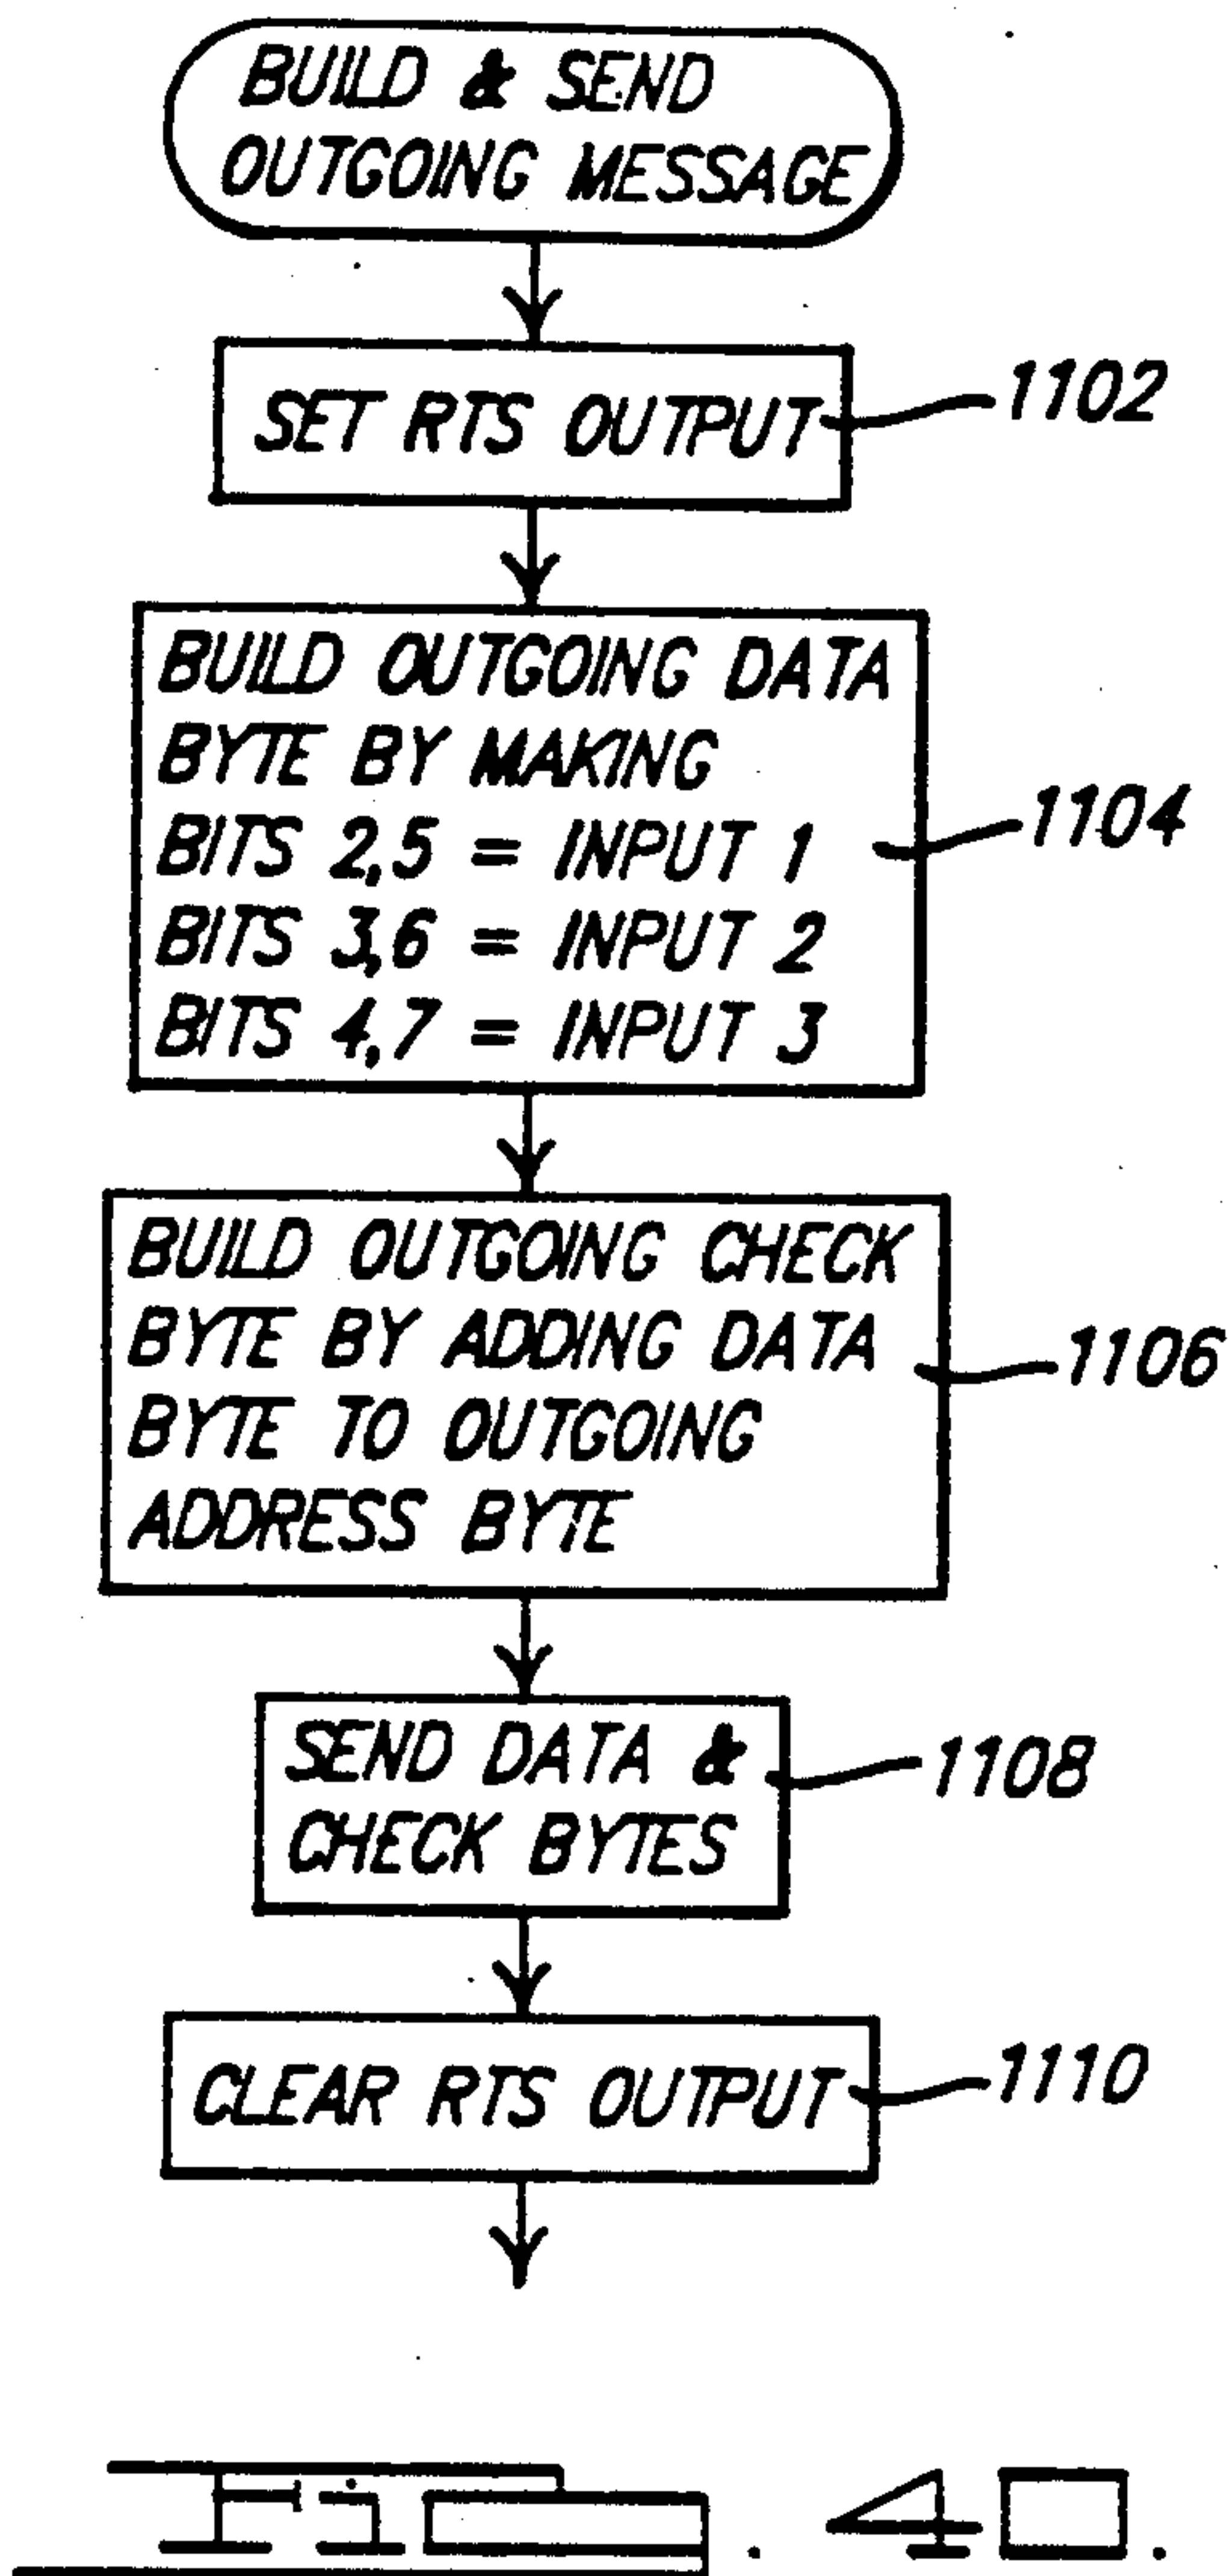 BUILD & SEND
OUTGOING MESSAGE
SET RTS OUTPUT
1102
BUILD OUTGOING DATA
BYTE BY MAKING
BITS 2,5 = INPUT 1
BITS 3,6 = INPUT 2
BITS 4,7 = INPUT 3
1104
BUILD OUTGOING CHECK
BYTE BY ADDING DATA
BYTE TO OUTGOING
ADDRESS BYTE
1106
SEND DATA &
CHECK BYTES
1108
CLEAR RTS OUTPUT
1110
Fig. 40.